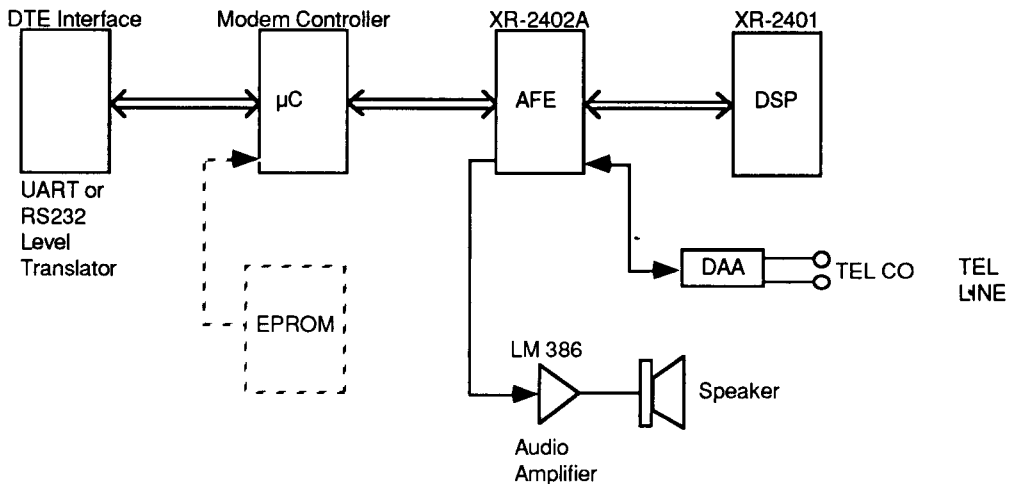 DTE Interface
Modem Controller
XR-2402A
XR-2401
µC
AFE
DSP
UART or
RS232
Level
Translator
EPROM
DAA
TEL CO
TEL
LINE
LM 386
Speaker
Audio
Amplifier